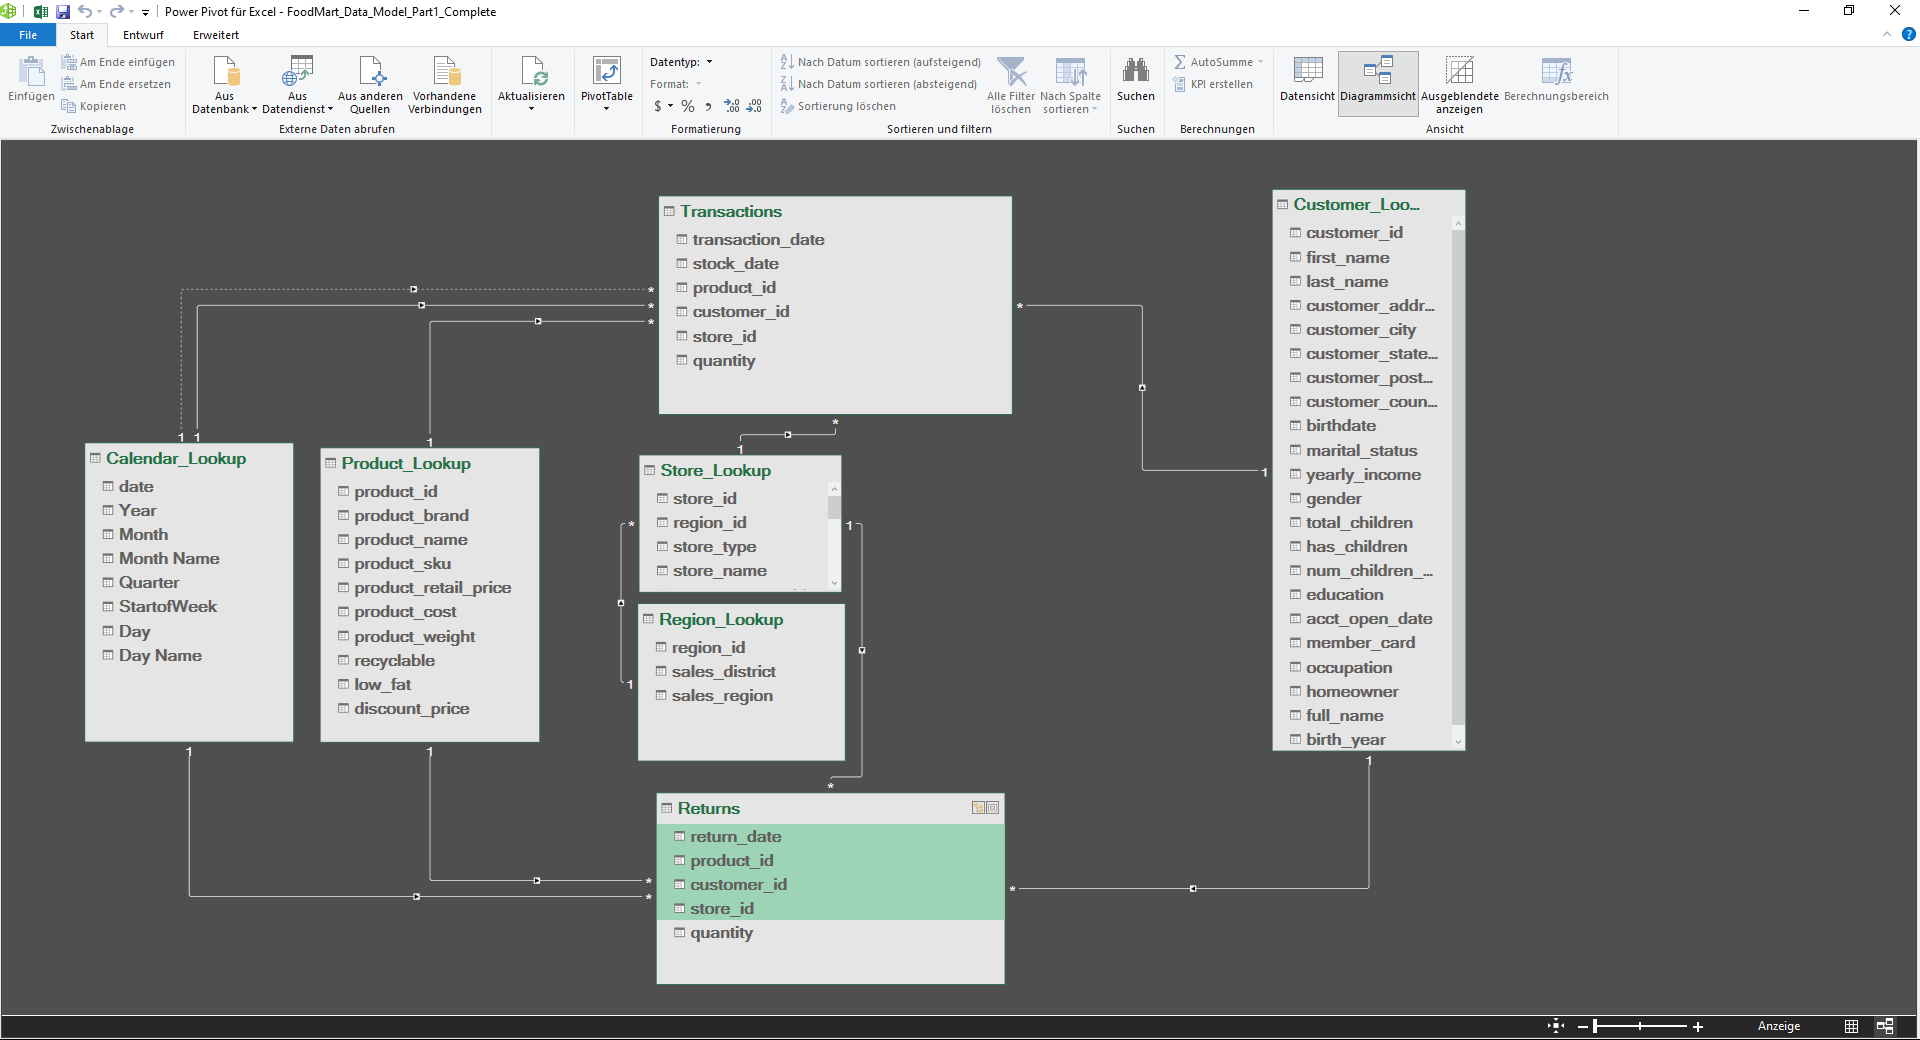 Power Pivot für Excel - FoodMart_Data_Model_Part1_Complete
File Start Entwurf Erweitert
Einfügen
Am Ende einfügen
Am Ende ersetzen
Kopieren
Zwischenablage
Aus Datenbank
Aus Datendienst
Aus anderen Quellen
Vorhandene Verbindungen
Externe Daten abrufen
Aktualisieren
PivotTable
Datentyp:
Format:
$ % ,
Formatierung
Nach Datum sortieren (aufsteigend)
Nach Datum sortieren (absteigend)
Sortierung löschen
Alle Filter löschen
Nach Spalte sortieren
Sortieren und filtern
Suchen
Suchen
AutoSumme
KPI erstellen
Berechnungen
Datensicht
Diagrammsicht
Ausgeblendete anzeigen
Berechnungsbereich
Ansicht
Transactions
transaction_date
stock_date
product_id
customer_id
store_id
quantity
Customer_Loo...
customer_id
first_name
last_name
customer_addr...
customer_city
customer_state...
customer_post...
customer_coun...
birthdate
marital_status
yearly_income
gender
total_children
has_children
num_children_...
education
acct_open_date
member_card
occupation
homeowner
full_name
birth_year
Calendar_Lookup
date
Year
Month
Month Name
Quarter
StartofWeek
Day
Day Name
Product_Lookup
product_id
product_brand
product_name
product_sku
product_retail_price
product_cost
product_weight
recyclable
low_fat
discount_price
Store_Lookup
store_id
region_id
store_type
store_name
Region_Lookup
region_id
sales_district
sales_region
Returns
return_date
product_id
customer_id
store_id
quantity
Anzeige